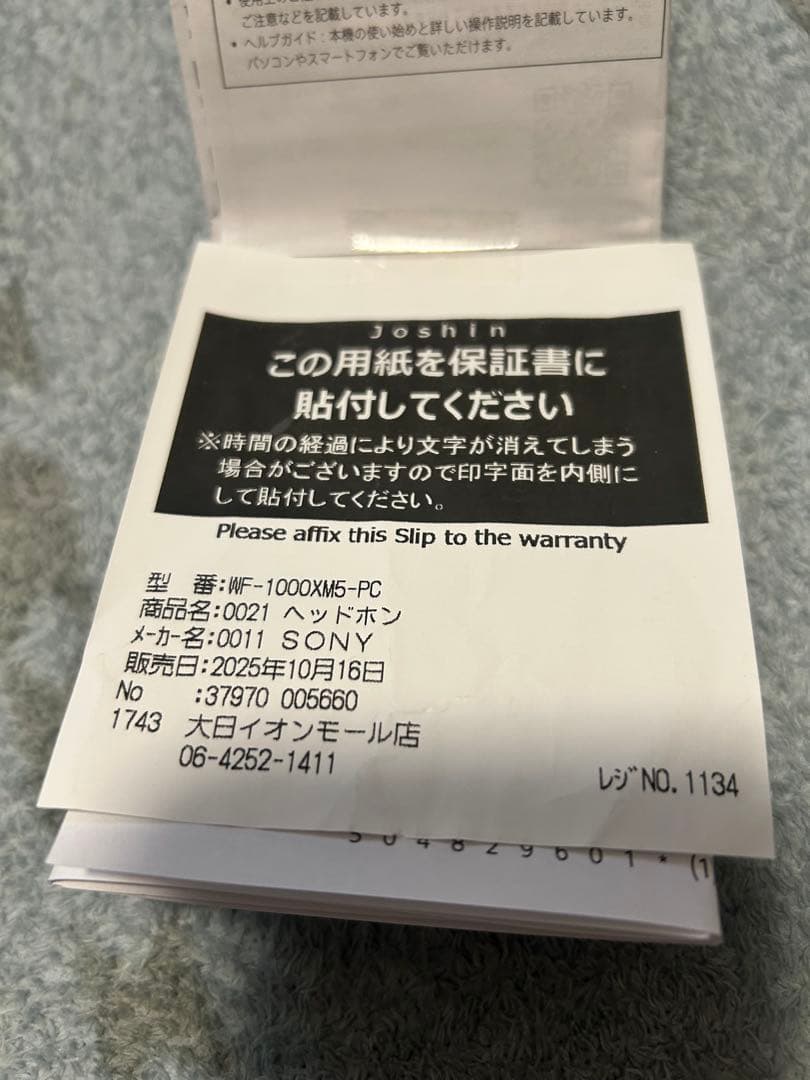 ご注意などを記載しています。
• ヘルプガイド：本機の使い始めと詳しい操作説明を記載しています。
パソコンやスマートフォンでご覧いただけます。
Joshin
この用紙を保証書に
貼付してください
※時間の経過により文字が消えてしまう
場合がございますので印字面を内側に
して貼付してください。
Please affix this Slip to the warranty
型 番:WF-1000XM5-PC
商品名:0021 ヘッドホン
メーカー名:0011 SONY
販売日:2025年10月16日
No :37970 005660
1743 大日イオンモール店
06-4252-1411
レジNO.1134
504829601*(1)